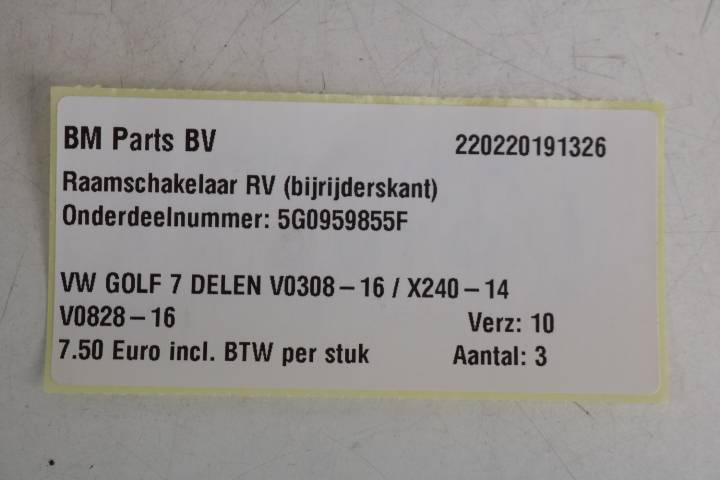 BM Parts BV 220220191326
Raamschakelaar RV (bijrijderskant)
Onderdeelnummer: 5G0959855F
VW GOLF 7 DELEN V0308-16 / X240-14
V0828-16 Verz: 10
7.50 Euro incl. BTW per stuk Aantal: 3